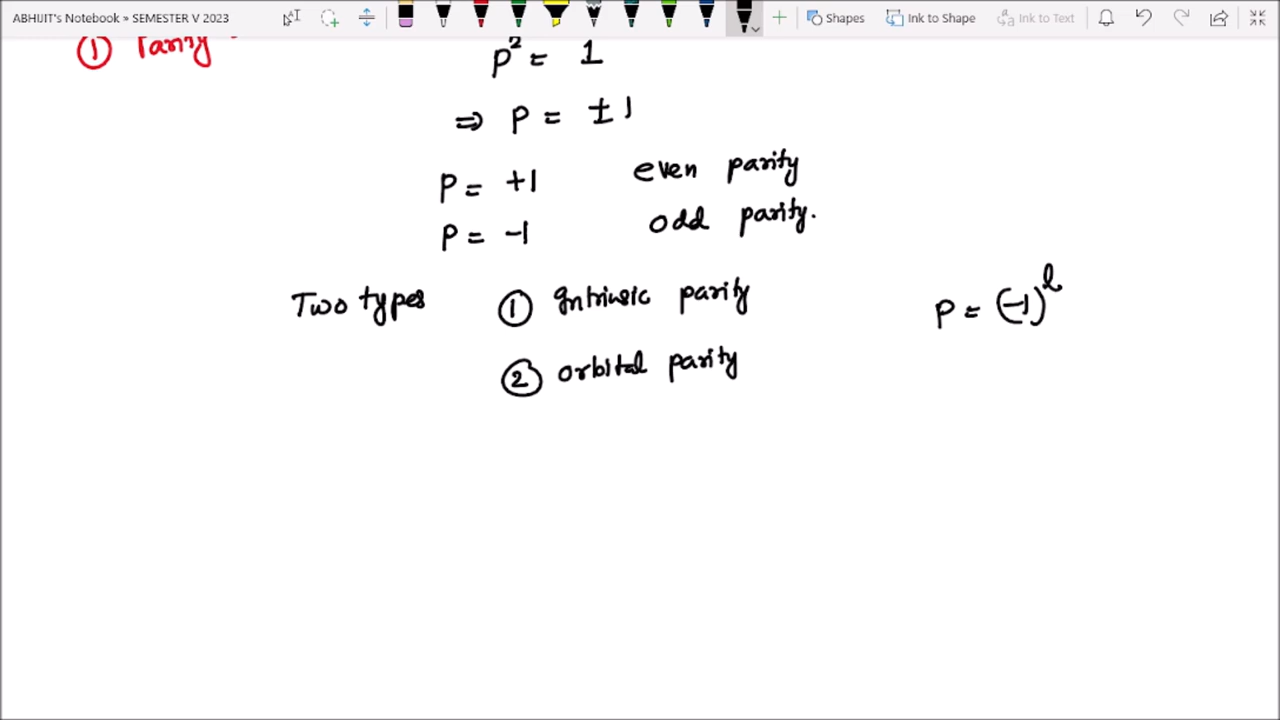 ABHIJIT's Notebook » SEMESTER V 2023
Shapes
Ink to Shape
Ink to Text
① Parity
P² = 1
⇒ P = ±1
P = +1 even parity
P = -1 odd parity.
Two types ① Intrinsic parity P = (-1)^l
② orbital parity